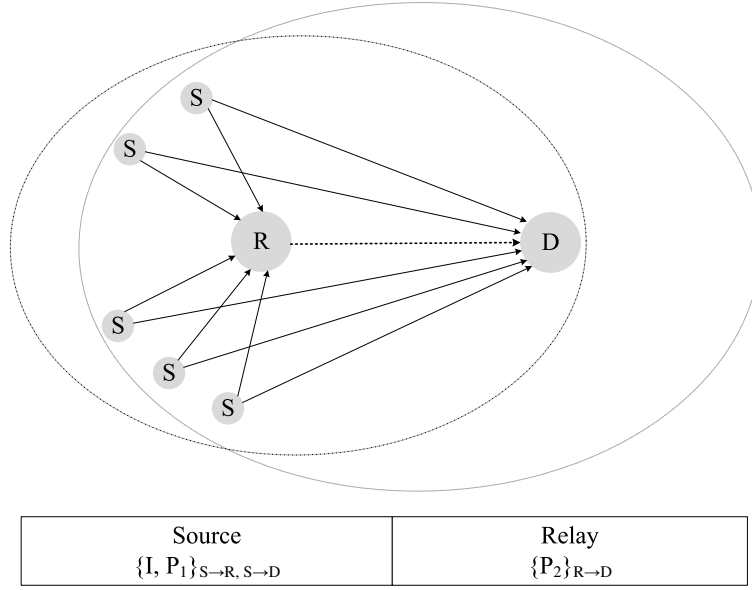 S
S
R
D
S
S
S
Source
{I, P₁}S→R, S→D
Relay
{P₂}R→D